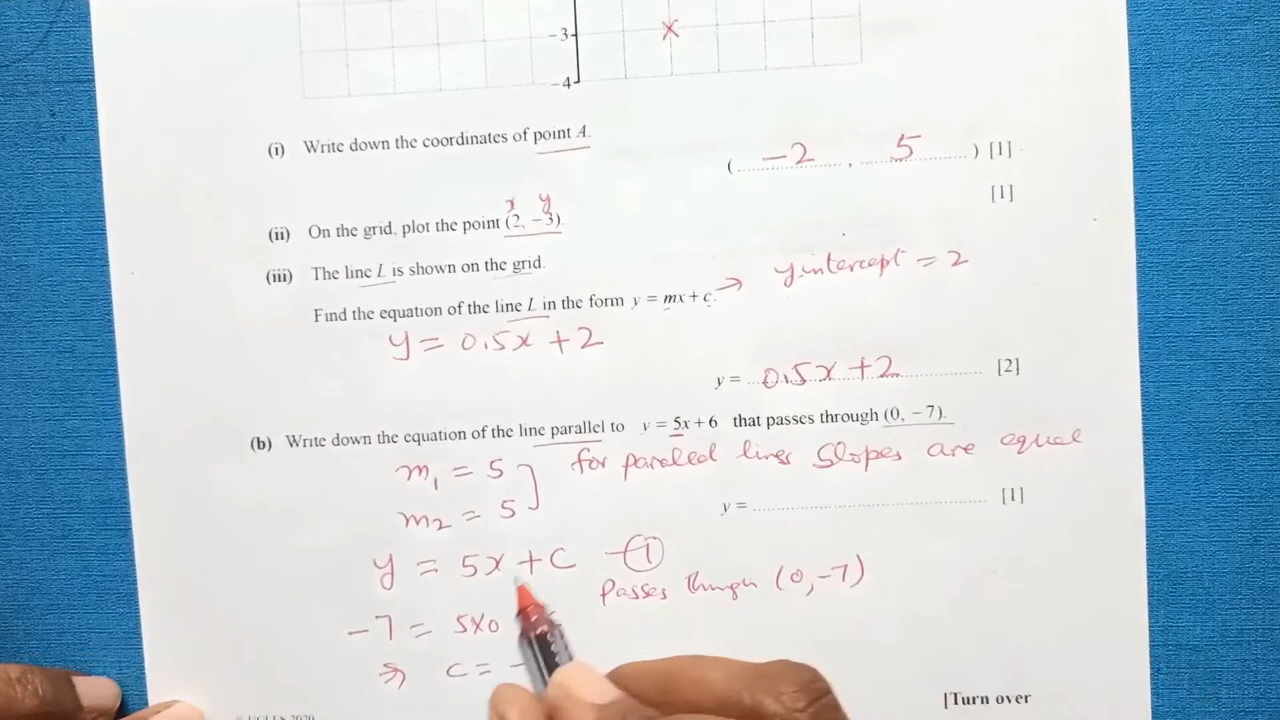 -3
-4
(i) Write down the coordinates of point A.
( -2 , 5 ) [1]
[1]
x y
(ii) On the grid, plot the point (2, −3).
(iii) The line L is shown on the grid.
Find the equation of the line L in the form y = mx + c. → y.intercept = 2
y = 0.5x + 2
y = 0.5x + 2 [2]
(b) Write down the equation of the line parallel to y = 5x + 6 that passes through (0, −7).
m₁ = 5 ] for parallel lines slopes are equal
m₂ = 5
y = [1]
y = 5x + c - ①
Passes through (0, -7)
-7 = 5x0
⇒ c = -
[Turn over
© UCLES 2020